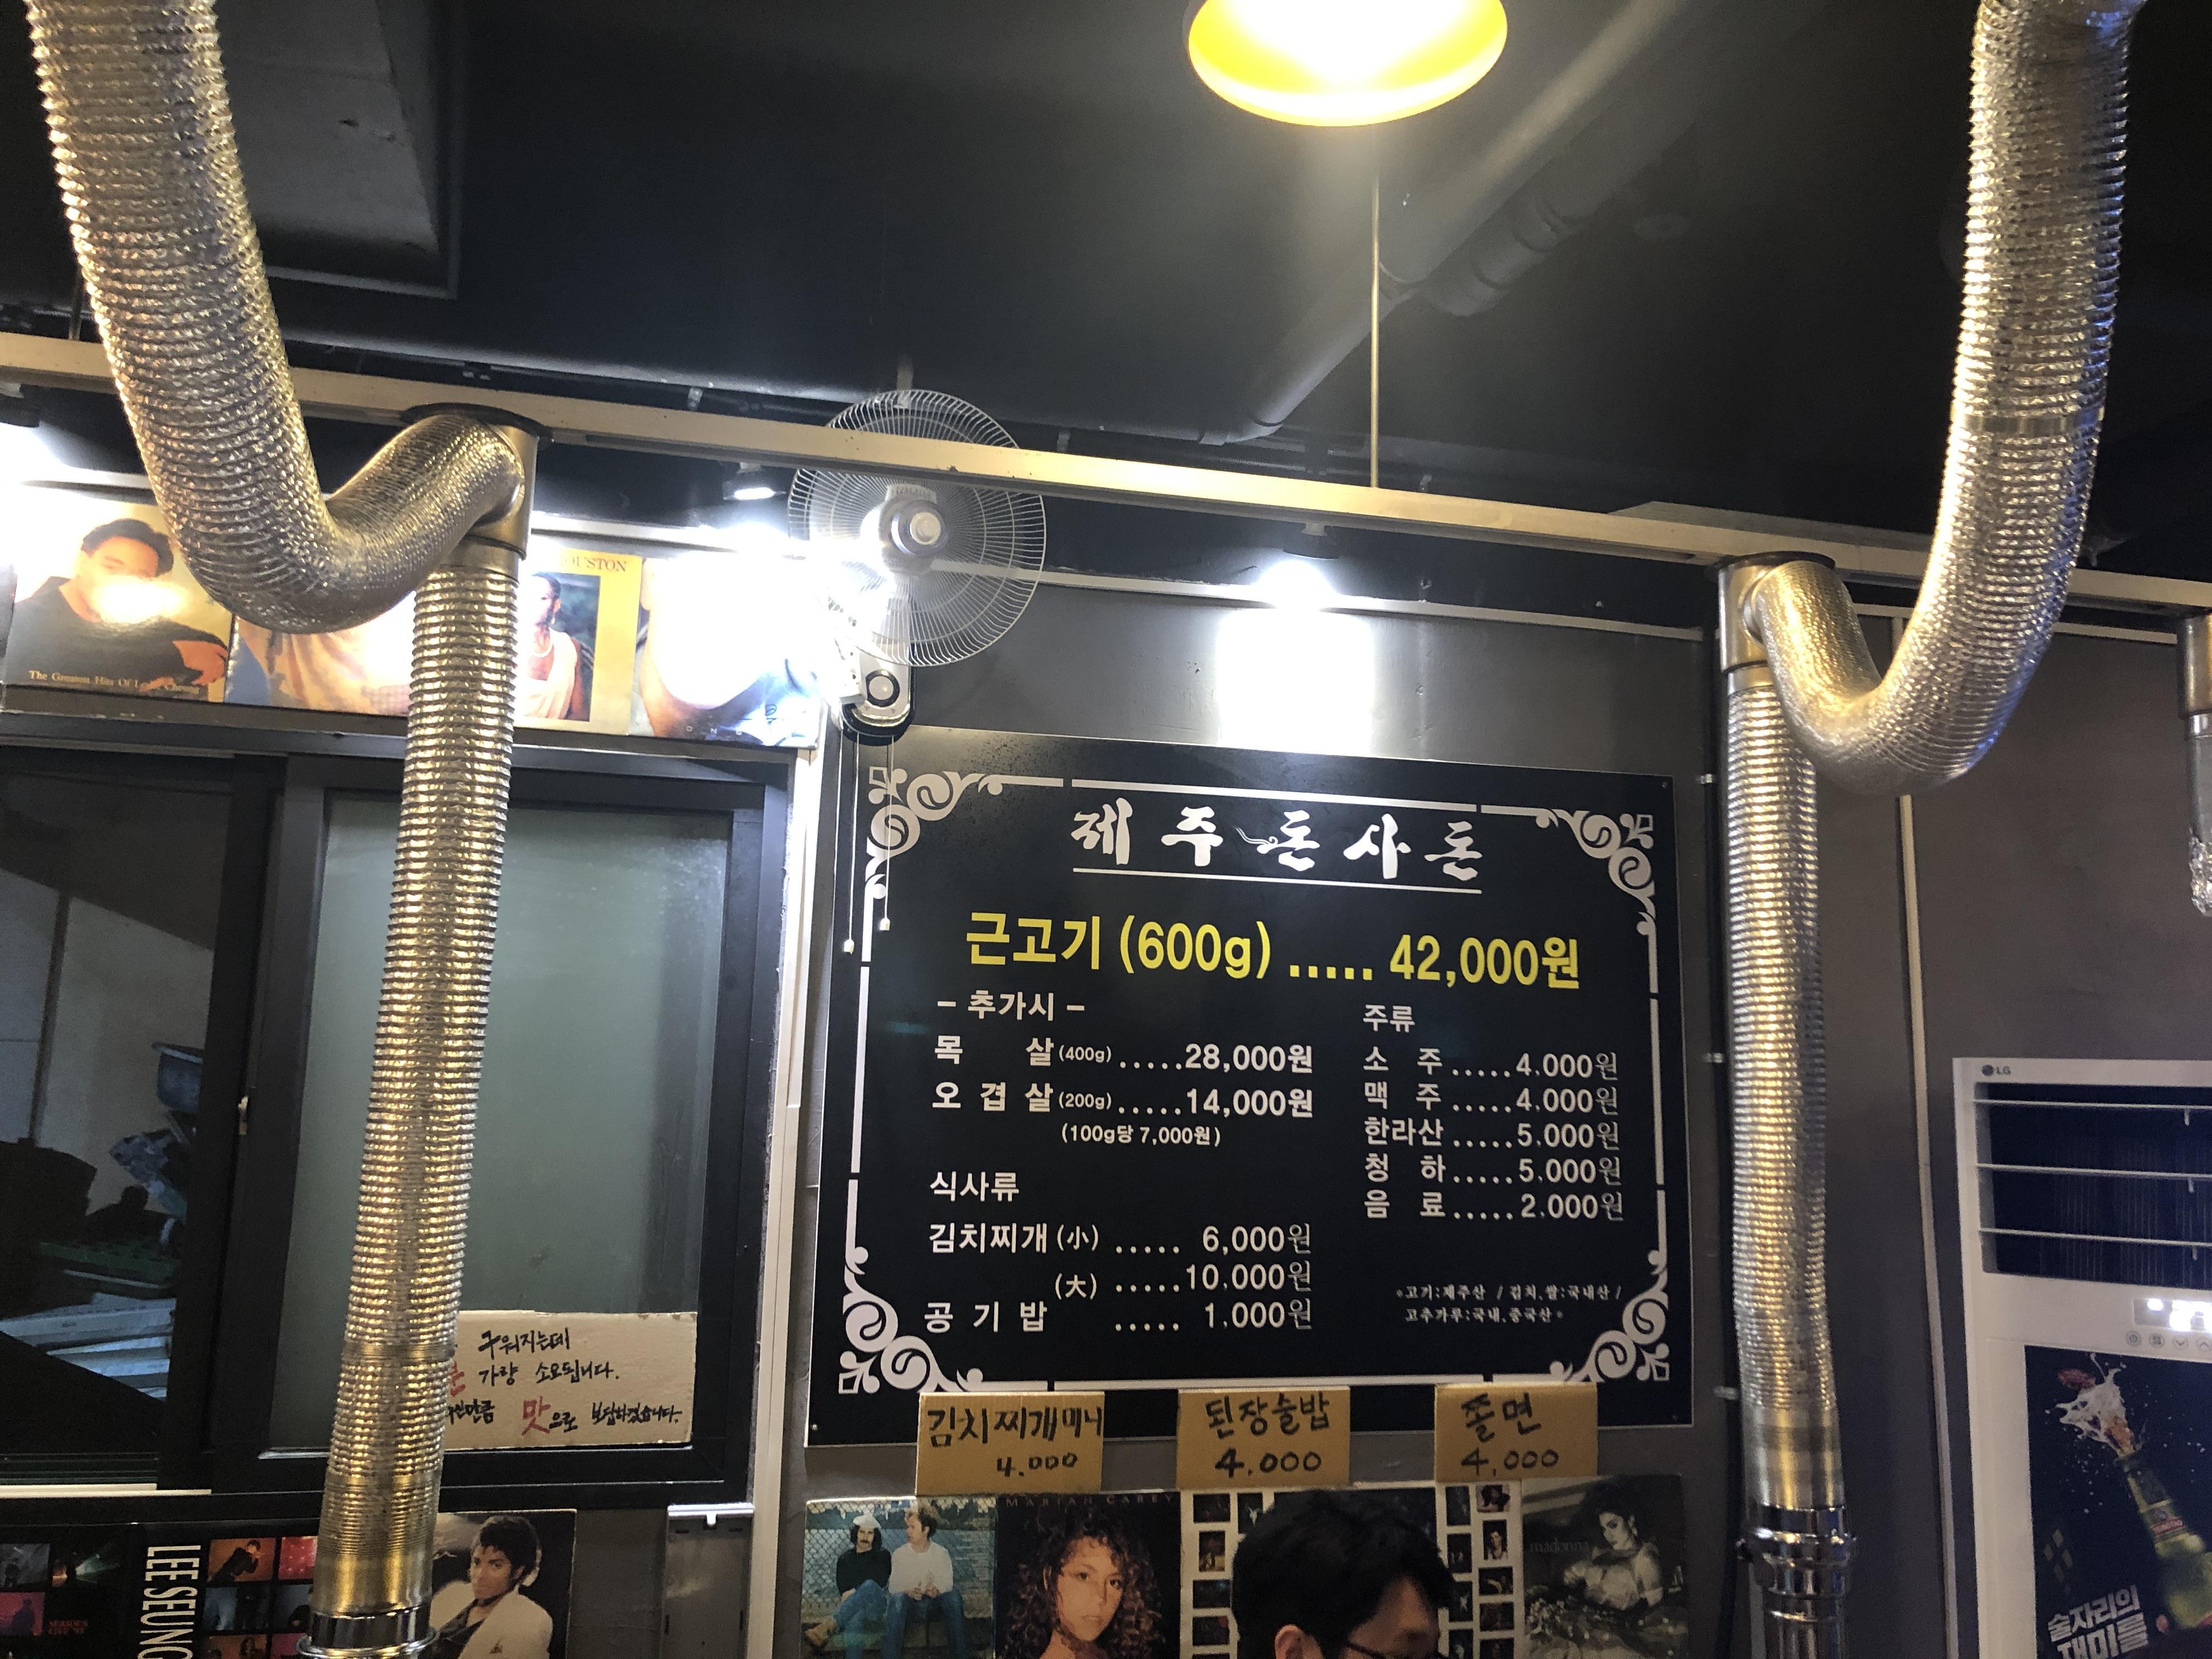 The Greatest Hits Of
Cheung
OUSTON
제주돈사돈
근고기 (600g) ..... 42,000원
- 추가시 -
목 살 (400g) .....28,000원
오 겹 살 (200g) .....14,000원
(100g당 7,000원)
식사류
김치찌개 (小) ..... 6,000원
(大) .....10,000원
공 기 밥 ..... 1,000원
주류
소 주 .....4,000원
맥 주 .....4,000원
한라산 .....5,000원
청 하 .....5,000원
음 료 .....2,000원
*고기:제주산 / 김치,쌀:국내산 /
고추가루:국내,중국산*
구워지는데
가량 소요됩니다.
만큼 맛으로 보답하겠습니다.
김치찌개미니
4.000
된장술밥
4.000
쫄면
4,000
LG
MARIAH CAREY
madonna
LEE SEUNG
술자리의
재미를